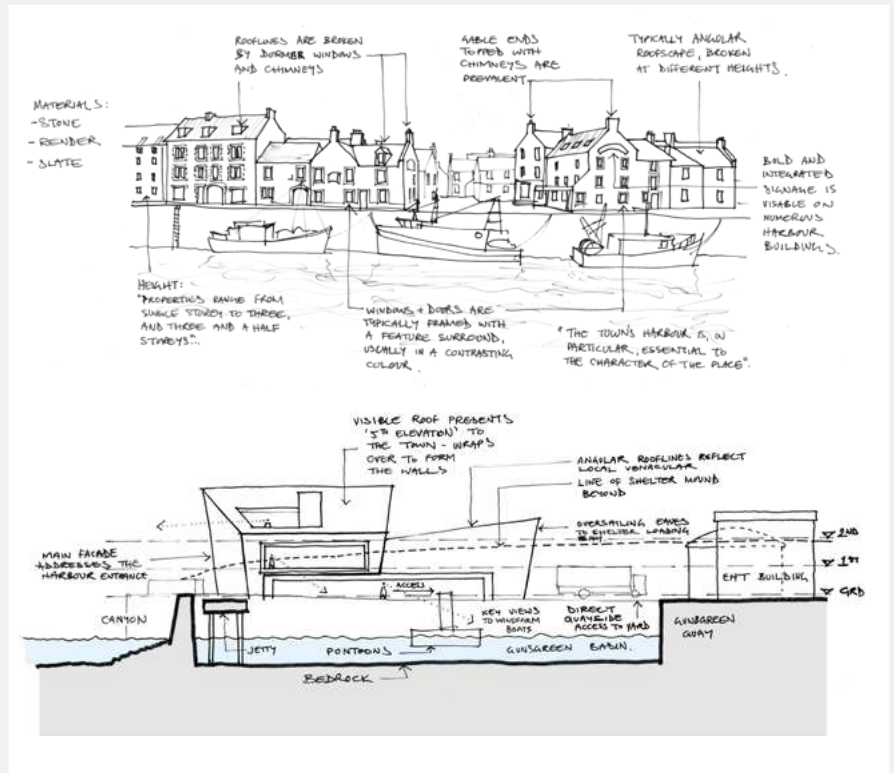 ROOFLINES ARE BROKEN
BY DORMER WINDOWS
AND CHIMNEYS
GABLE ENDS
TOPPED WITH
CHIMNEYS ARE
PREVALENT
TYPICALLY ANGULAR
ROOFSCAPE, BROKEN
AT DIFFERENT HEIGHTS.
MATERIALS:
- STONE
- RENDER
- SLATE
BOLD AND
INTEGRATED
SIGNAGE IS
VISABLE ON
NUMEROUS
HARBOUR
BUILDINGS.
HEIGHT:
"PROPERTIES RANGE FROM
SINGLE STOREY TO THREE,
AND THREE AND A HALF
STOREYS"...
WINDOWS + DOORS ARE
TYPICALLY FRAMED WITH
A FEATURE SURROUND,
USUALLY IN A CONTRASTING
COLOUR.
"THE TOWN'S HARBOUR IS, IN
PARTICULAR, ESSENTIAL TO
THE CHARACTER OF THE PLACE".
VISIBLE ROOF PRESENTS
'5TH ELEVATION' TO
THE TOWN - WRAPS
OVER TO FORM
THE WALLS
ANGULAR ROOFLINES REFLECT
LOCAL VENACULAR
LINE OF SHELTER MOUND
BEYOND
OVERSAILING EAVES
TO SHELTER LOADING
BAY
MAIN FACADE
ADDRESSES THE
HARBOUR ENTRANCE
2ND
1ST
GRD
EHT BUILDING
ACCESS
CANYON
KEY VIEWS
TO WINDFARM
BOATS
DIRECT
QUAYSIDE
ACCESS TO YARD
GUNSGREEN
QUAY
JETTY
PONTOONS
GUNSGREEN BASIN.
BEDROCK